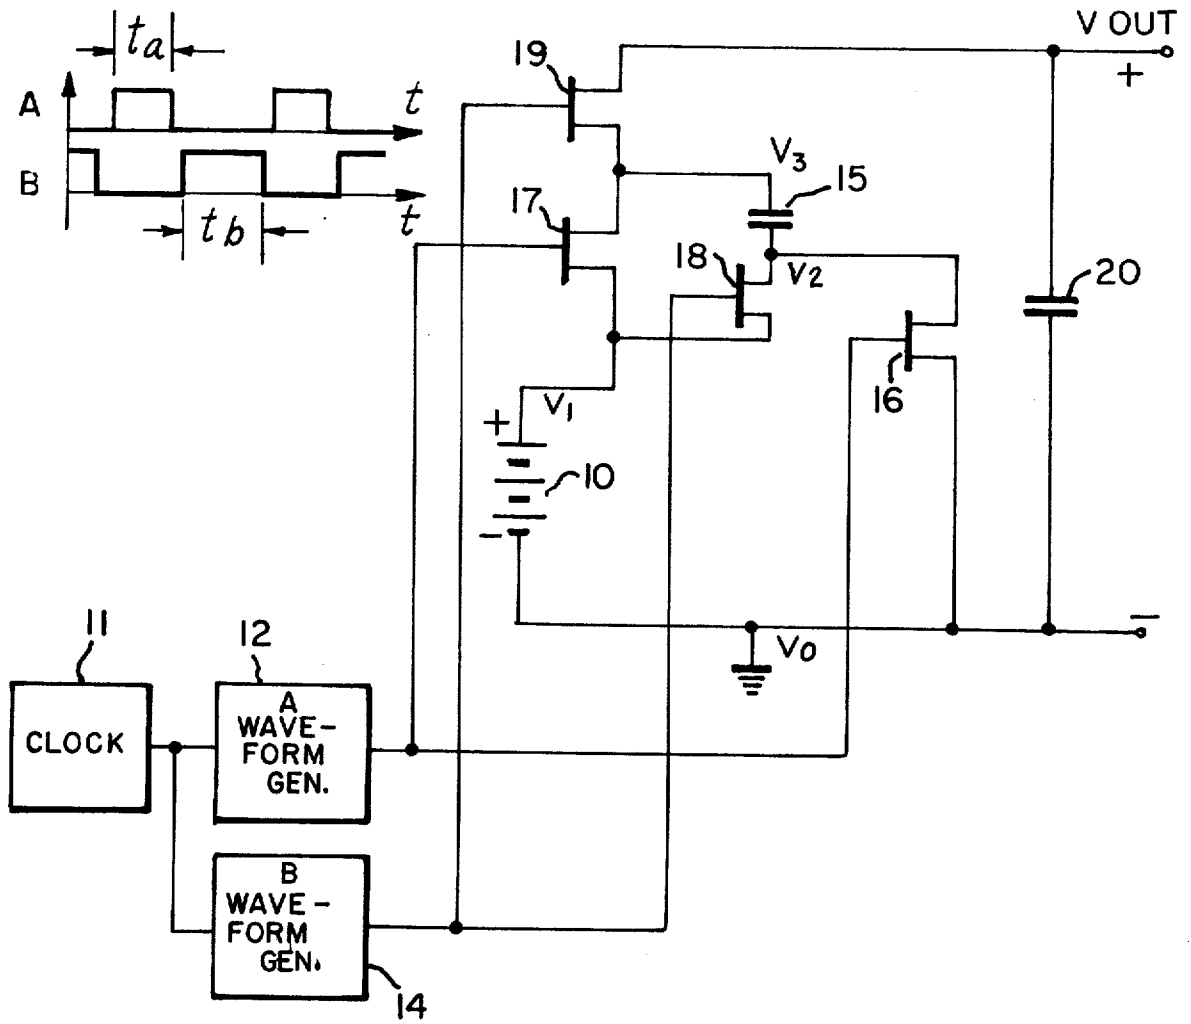 V OUT
+
ta
19
A
t
V3
15
B
17
t
tb
18
V2
20
16
V1
+
10
−
11
12
−
V0
A
WAVE-
FORM
GEN.
CLOCK
B
WAVE-
FORM
GEN.
14